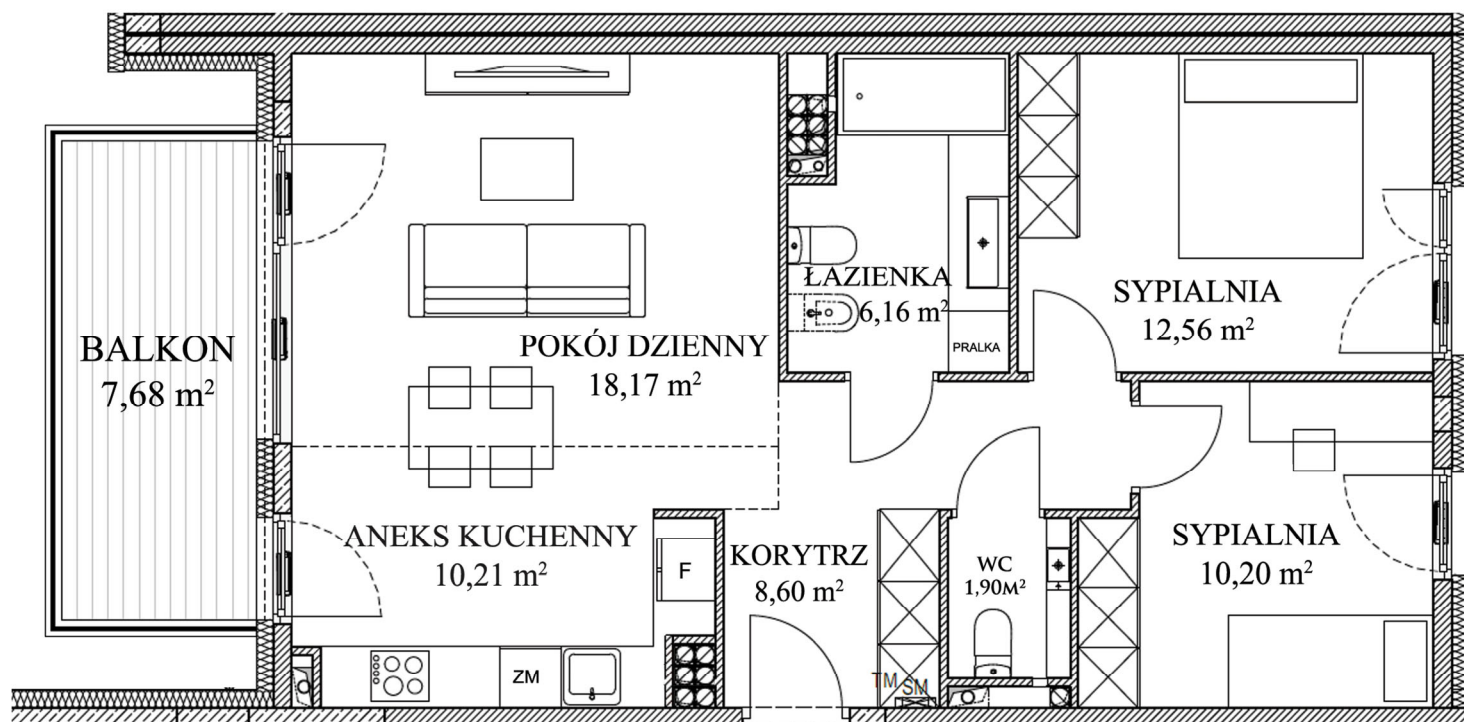 BALKON
7,68 m²
POKÓJ DZIENNY
18,17 m²
ŁAZIENKA
6,16 m²
PRALKA
SYPIALNIA
12,56 m²
ANEKS KUCHENNY
10,21 m²
F
ZM
KORYTRZ
8,60 m²
TM
SM
WC
1,90M²
SYPIALNIA
10,20 m²